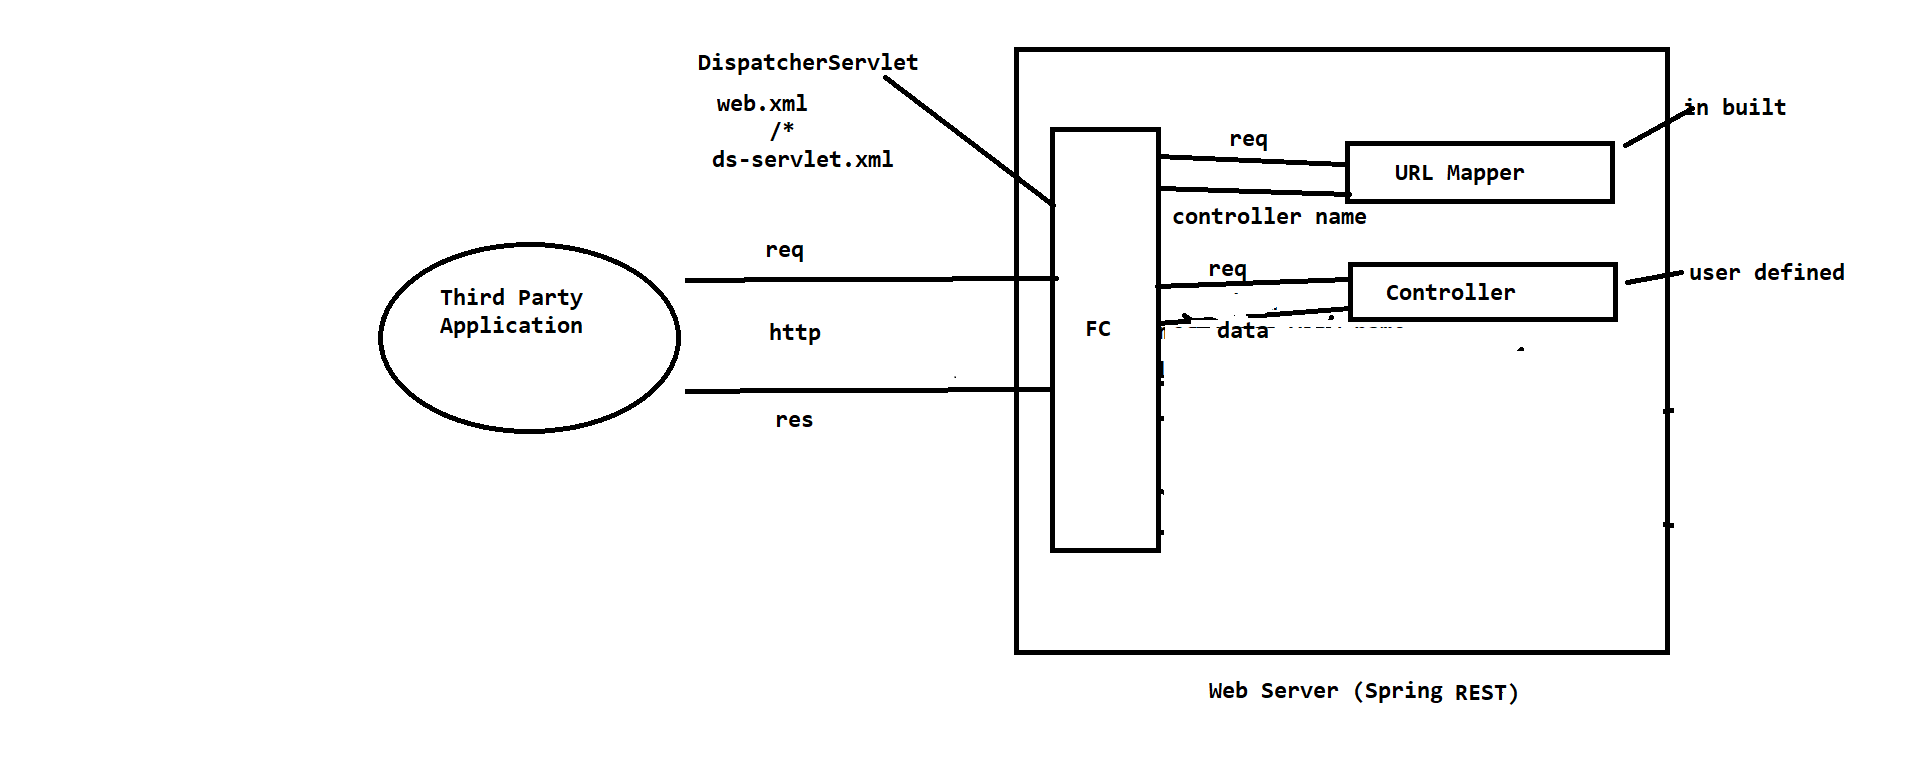 DispatcherServlet
web.xml
/*
ds-servlet.xml
in built
req
URL Mapper
controller name
req
req
Controller
user defined
Third Party
Application
http
FC
data
res
Web Server (Spring REST)